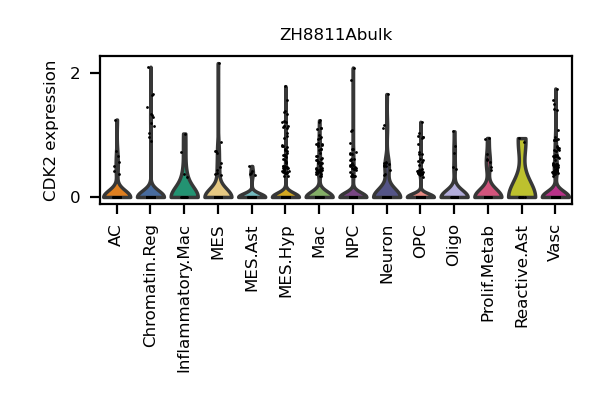 ZH8811Abulk
CDK2 expression
2
0
AC
Chromatin.Reg
Inflammatory.Mac
MES
MES.Ast
MES.Hyp
Mac
NPC
Neuron
OPC
Oligo
Prolif.Metab
Reactive.Ast
Vasc